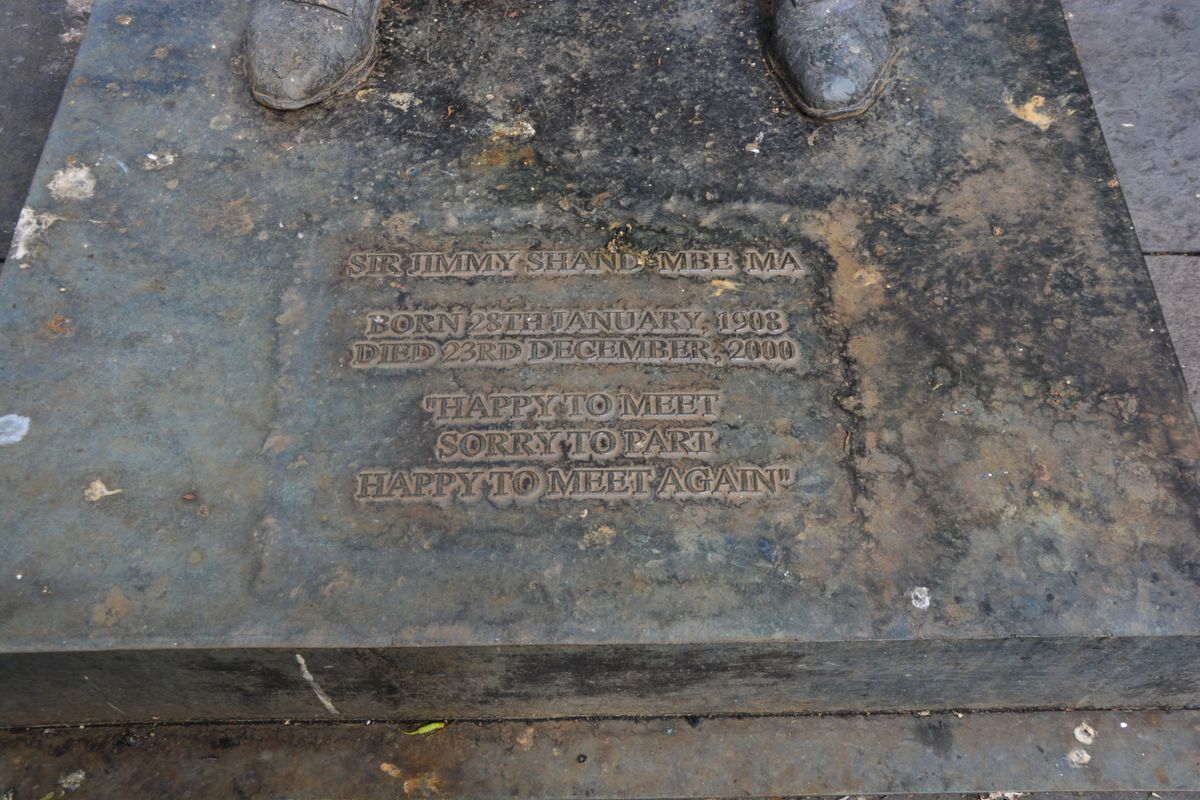 SIR JIMMY SHAND MBE MA
BORN 28TH JANUARY, 1908
DIED 23RD DECEMBER, 2000
"HAPPY TO MEET
SORRY TO PART
HAPPY TO MEET AGAIN"